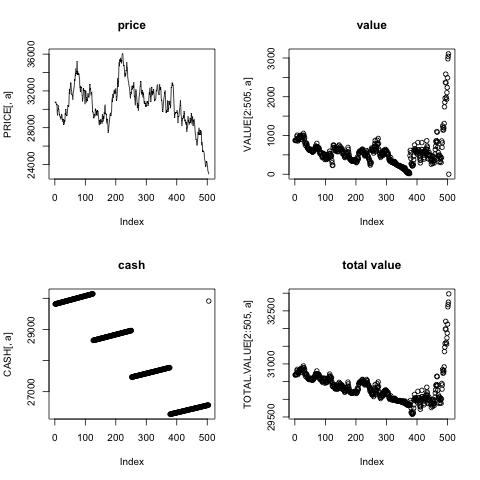 price
PRICE[, a]
24000 28000 32000 36000
0 100 200 300 400 500
Index
value
VALUE[2:505, a]
0 1000 2000 3000
0 100 200 300 400 500
Index
cash
CASH[, a]
27000 29000
0 100 200 300 400 500
Index
total value
TOTAL.VALUE[2:505, a]
29500 31000 32500
0 100 200 300 400 500
Index